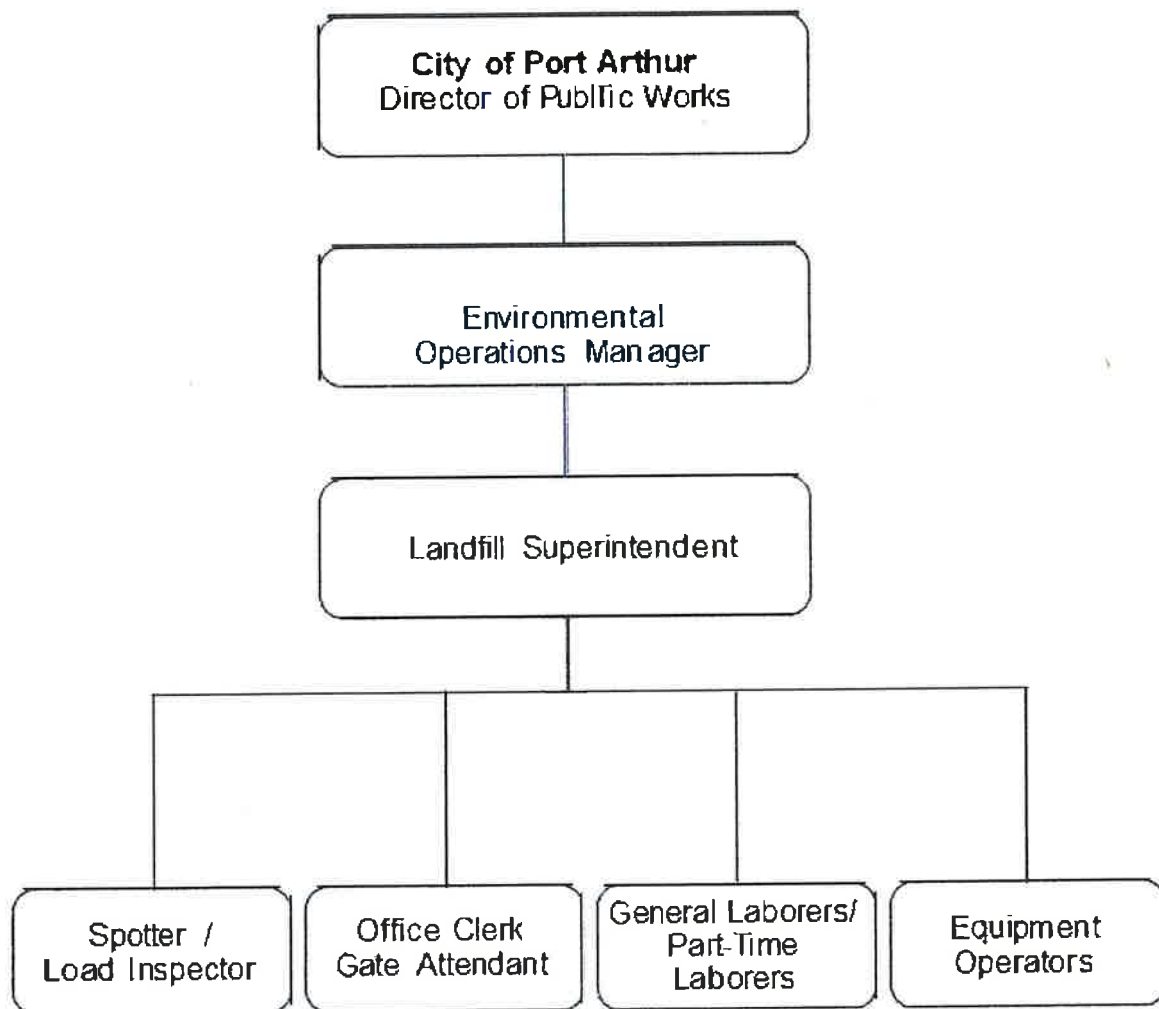 City of Port Arthur
Director of PublTic Works
Environmental
Operations Manager
Landfill Superintendent
Spotter /
Load Inspector
Office Clerk
Gate Attendant
General Laborers/
Part-Time
Laborers
Equipment
Operators